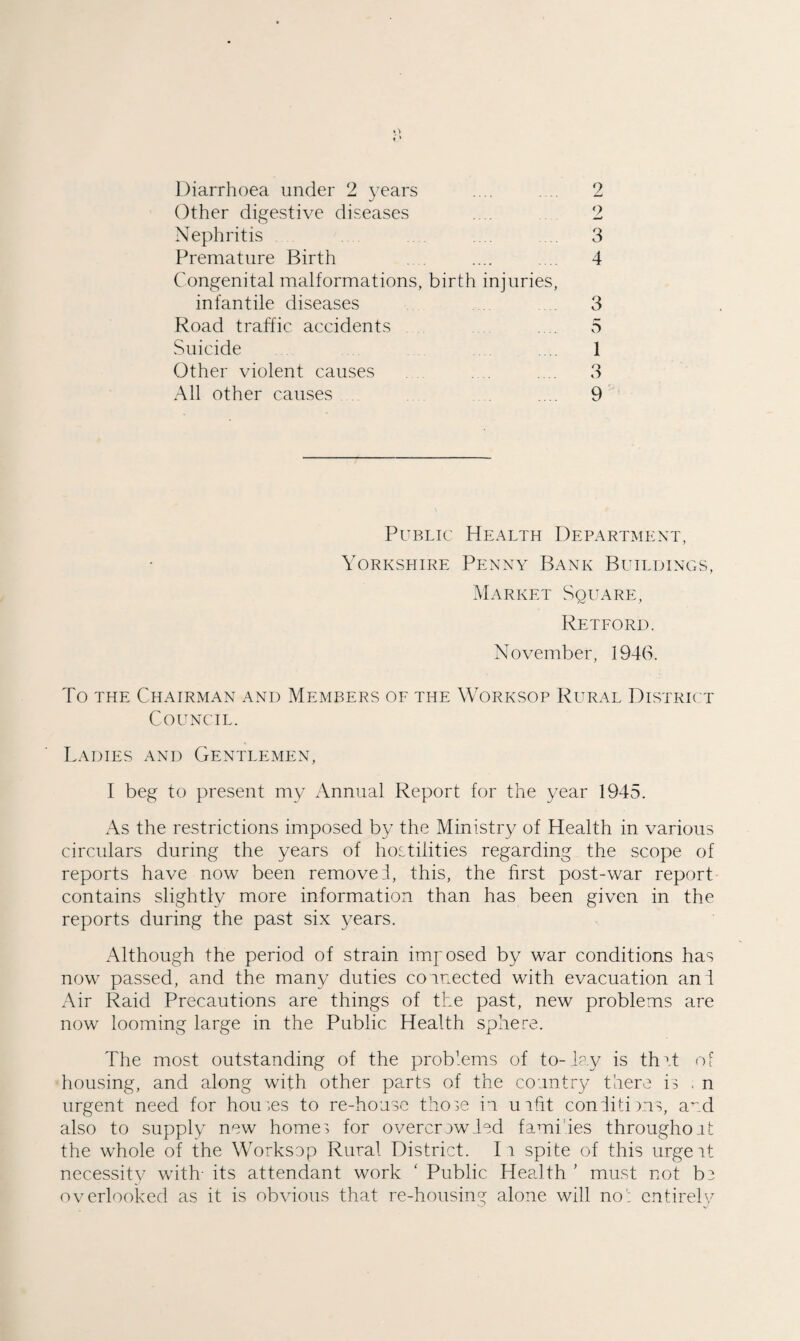 3
Diarrhoea under 2 years .... .... 2
Other digestive diseases .... 2
Nephritis .... .... .... 3
Premature Birth .... .... .... 4
Congenital malformations, birth injuries,
infantile diseases .... .... 3
Road traffic accidents .... .... 5
Suicide .... .... 1
Other violent causes .... .... .... 3
All other causes .... .... .... 9
Public Health Department,
Yorkshire Penny Bank Buildings,
Market Square,
Retford.
November, 1946.
To the Chairman and Members of the Worksop Rural District
Council.
Ladies and Gentlemen,
I beg to present my Annual Report for the year 1945.
As the restrictions imposed by the Ministry of Health in various
circulars during the years of hostilities regarding the scope of
reports have now been removed, this, the first post-war report
contains slightly more information than has been given in the
reports during the past six years.
Although the period of strain imposed by war conditions has
now passed, and the many duties connected with evacuation and
Air Raid Precautions are things of the past, new problems are
now looming large in the Public Health sphere.
The most outstanding of the problems of to-day is that of
housing, and along with other parts of the country there is an
urgent need for houses to re-house those in unfit conditions, and
also to supply new homes for overcrowded families throughout
the whole of the Worksop Rural District. In spite of this urgent
necessity with its attendant work ‘ Public Health ’ must not be
overlooked as it is obvious that re-housing alone will not entirely